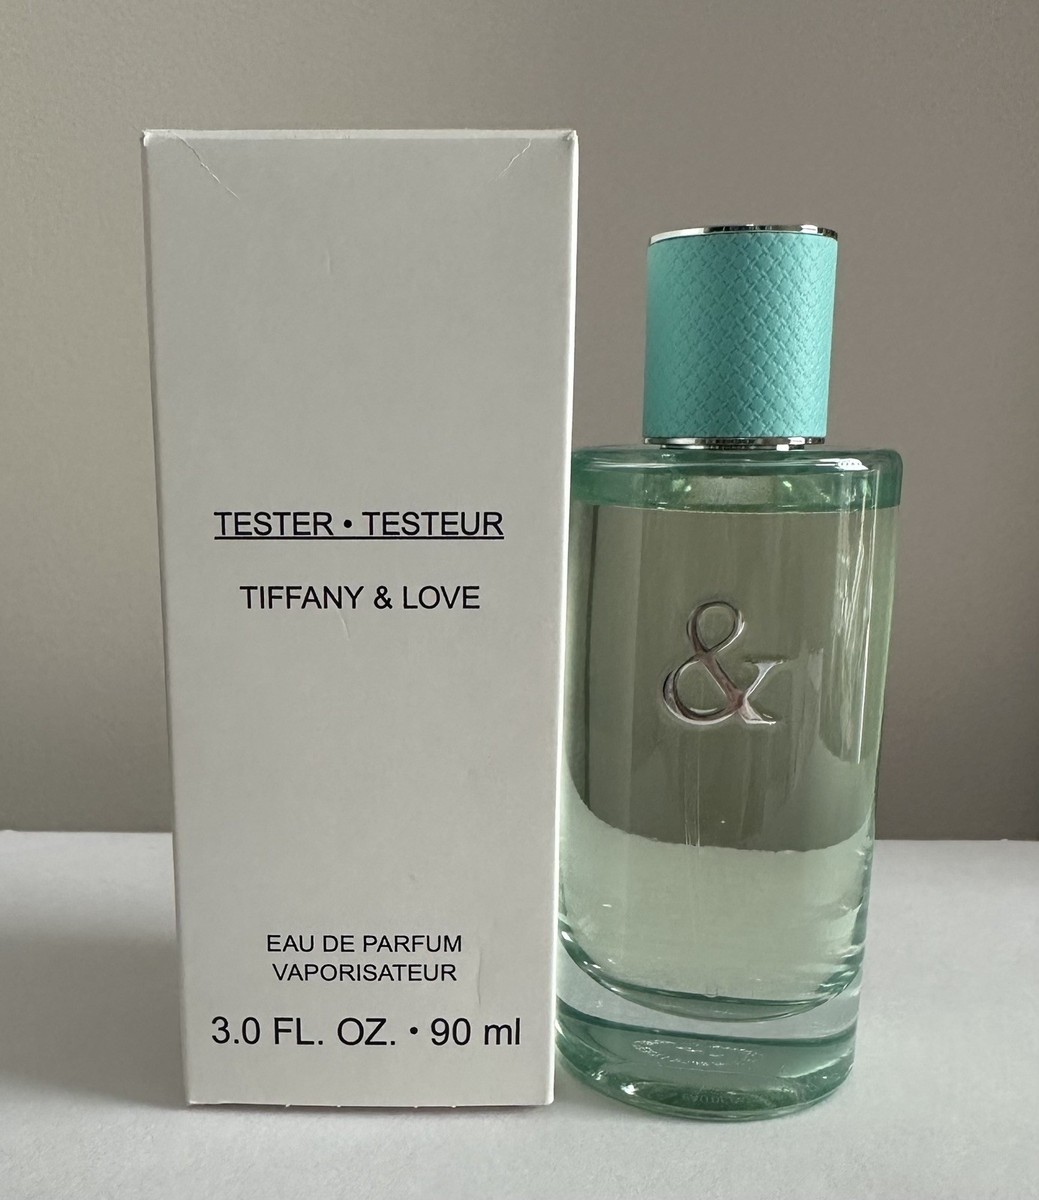 TESTER • TESTEUR
TIFFANY & LOVE
EAU DE PARFUM
VAPORISATEUR
3.0 FL. OZ. • 90 ml
&